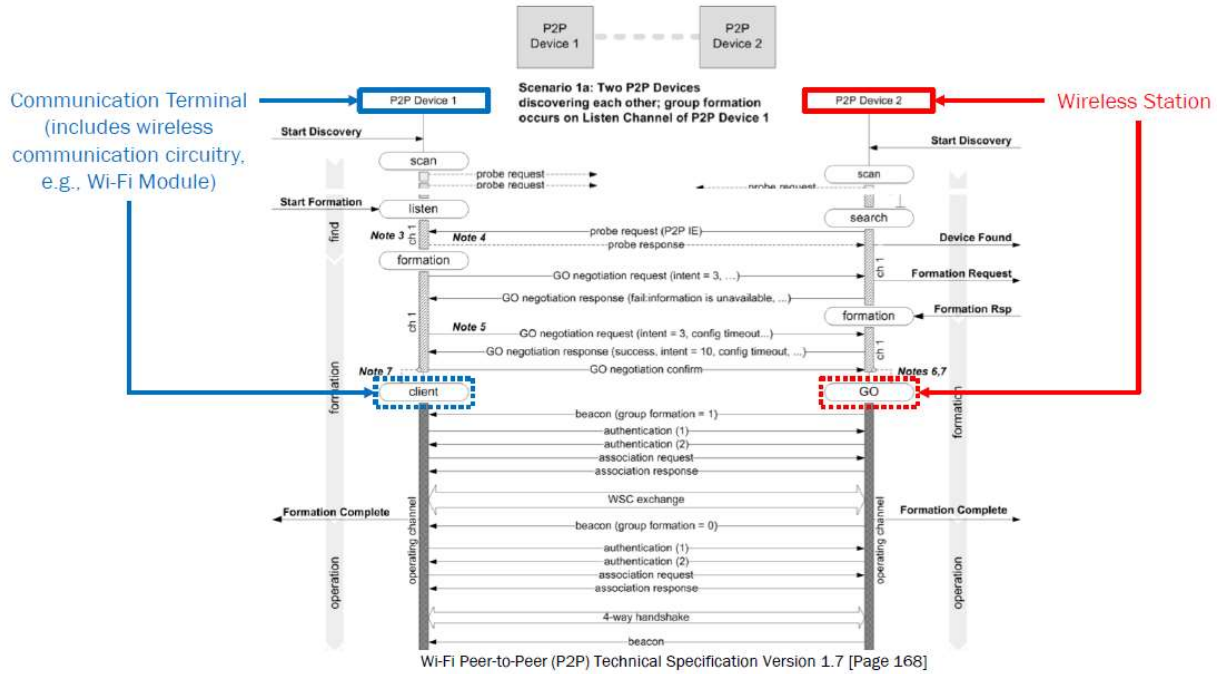 P2P
Device 1
P2P
Device 2
Scenario 1a: Two P2P Devices
discovering each other; group formation
occurs on Listen Channel of P2P Device 1
Communication Terminal
(includes wireless
communication circuitry,
e.g., Wi-Fi Module)
P2P Device 1
P2P Device 2
Wireless Station
Start Discovery
Start Discovery
scan
scan
probe request
probe request
probe request
Start Formation
listen
search
find
Note 3
ch 1
Note 4
probe request (P2P IE)
probe response
Device Found
formation
ch 1
GO negotiation request (intent = 3, ...)
Formation Request
GO negotiation response (fail:information is unavailable, ...)
formation
Formation Rsp
ch 1
Note 5
GO negotiation request (intent = 3, config timeout...)
GO negotiation response (success, intent = 10, config timeout, ...)
ch 1
Note 7
GO negotiation confirm
Notes 6,7
formation
client
GO
formation
beacon (group formation = 1)
authentication (1)
authentication (2)
association request
association response
WSC exchange
Formation Complete
operating channel
operating channel
Formation Complete
beacon (group formation = 0)
authentication (1)
authentication (2)
association request
association response
operation
operation
4-way handshake
beacon
Wi-Fi Peer-to-Peer (P2P) Technical Specification Version 1.7 [Page 168]